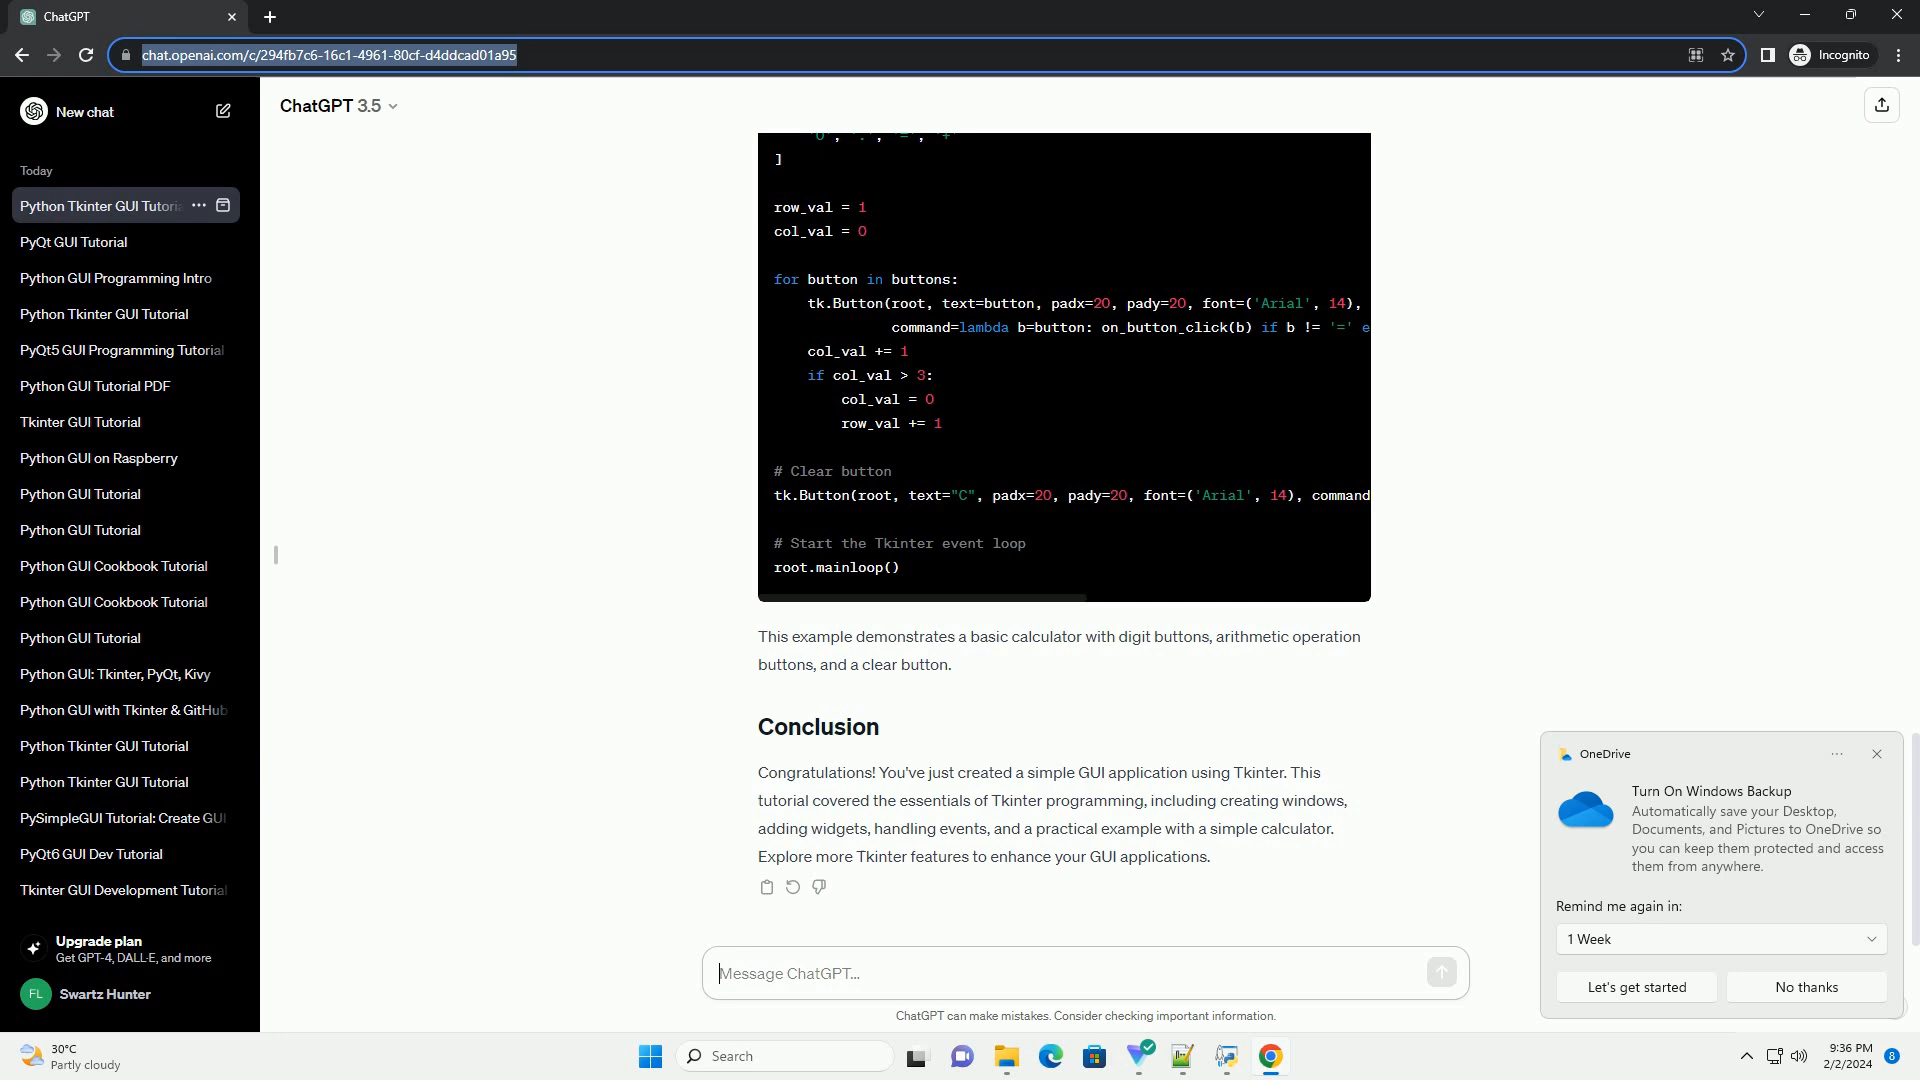 ChatGPT
chat.openai.com/c/294fb7c6-16c1-4961-80cf-d4ddcad01a95
Incognito
New chat
Today
Python Tkinter GUI Tutoria
PyQt GUI Tutorial
Python GUI Programming Intro
Python Tkinter GUI Tutorial
PyQt5 GUI Programming Tutorial
Python GUI Tutorial PDF
Tkinter GUI Tutorial
Python GUI on Raspberry
Python GUI Tutorial
Python GUI Tutorial
Python GUI Cookbook Tutorial
Python GUI Cookbook Tutorial
Python GUI Tutorial
Python GUI: Tkinter, PyQt, Kivy
Python GUI with Tkinter & GitHub
Python Tkinter GUI Tutorial
Python Tkinter GUI Tutorial
PySimpleGUI Tutorial: Create GUI
PyQt6 GUI Dev Tutorial
Tkinter GUI Development Tutorial
Upgrade plan
Get GPT-4, DALL·E, and more
FL Swartz Hunter
ChatGPT 3.5
'0', '.', '=', '+'
]
row_val = 1
col_val = 0
for button in buttons:
tk.Button(root, text=button, padx=20, pady=20, font=('Arial', 14),
command=lambda b=button: on_button_click(b) if b != '=' e
col_val += 1
if col_val > 3:
col_val = 0
row_val += 1
# Clear button
tk.Button(root, text="C", padx=20, pady=20, font=('Arial', 14), command
# Start the Tkinter event loop
root.mainloop()
This example demonstrates a basic calculator with digit buttons, arithmetic operation
buttons, and a clear button.
Conclusion
Congratulations! You've just created a simple GUI application using Tkinter. This
tutorial covered the essentials of Tkinter programming, including creating windows,
adding widgets, handling events, and a practical example with a simple calculator.
Explore more Tkinter features to enhance your GUI applications.
Message ChatGPT...
ChatGPT can make mistakes. Consider checking important information.
OneDrive
Turn On Windows Backup
Automatically save your Desktop,
Documents, and Pictures to OneDrive so
you can keep them protected and access
them from anywhere.
Remind me again in:
1 Week
Let's get started
No thanks
30°C
Partly cloudy
Search
9:36 PM
2/2/2024
8